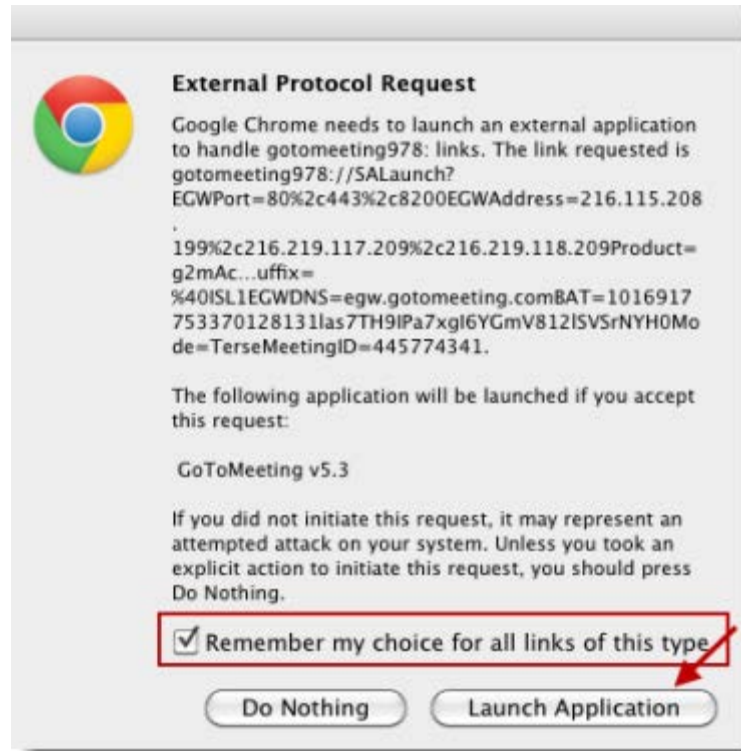 External Protocol Request
Google Chrome needs to launch an external application
to handle gotomeeting978: links. The link requested is
gotomeeting978://SALaunch?
EGWPort=80%2c443%2c8200EGWAddress=216.115.208
.
199%2c216.219.117.209%2c216.219.118.209Product=
g2mAc...uffix=
%40ISL1EGWDNS=egw.gotomeeting.comBAT=1016917
753370128131las7TH9IPa7xgI6YGmV812lSVSrNYH0Mo
de=TerseMeetingID=445774341.
The following application will be launched if you accept
this request:
GoToMeeting v5.3
If you did not initiate this request, it may represent an
attempted attack on your system. Unless you took an
explicit action to initiate this request, you should press
Do Nothing.
Remember my choice for all links of this type
Do Nothing Launch Application